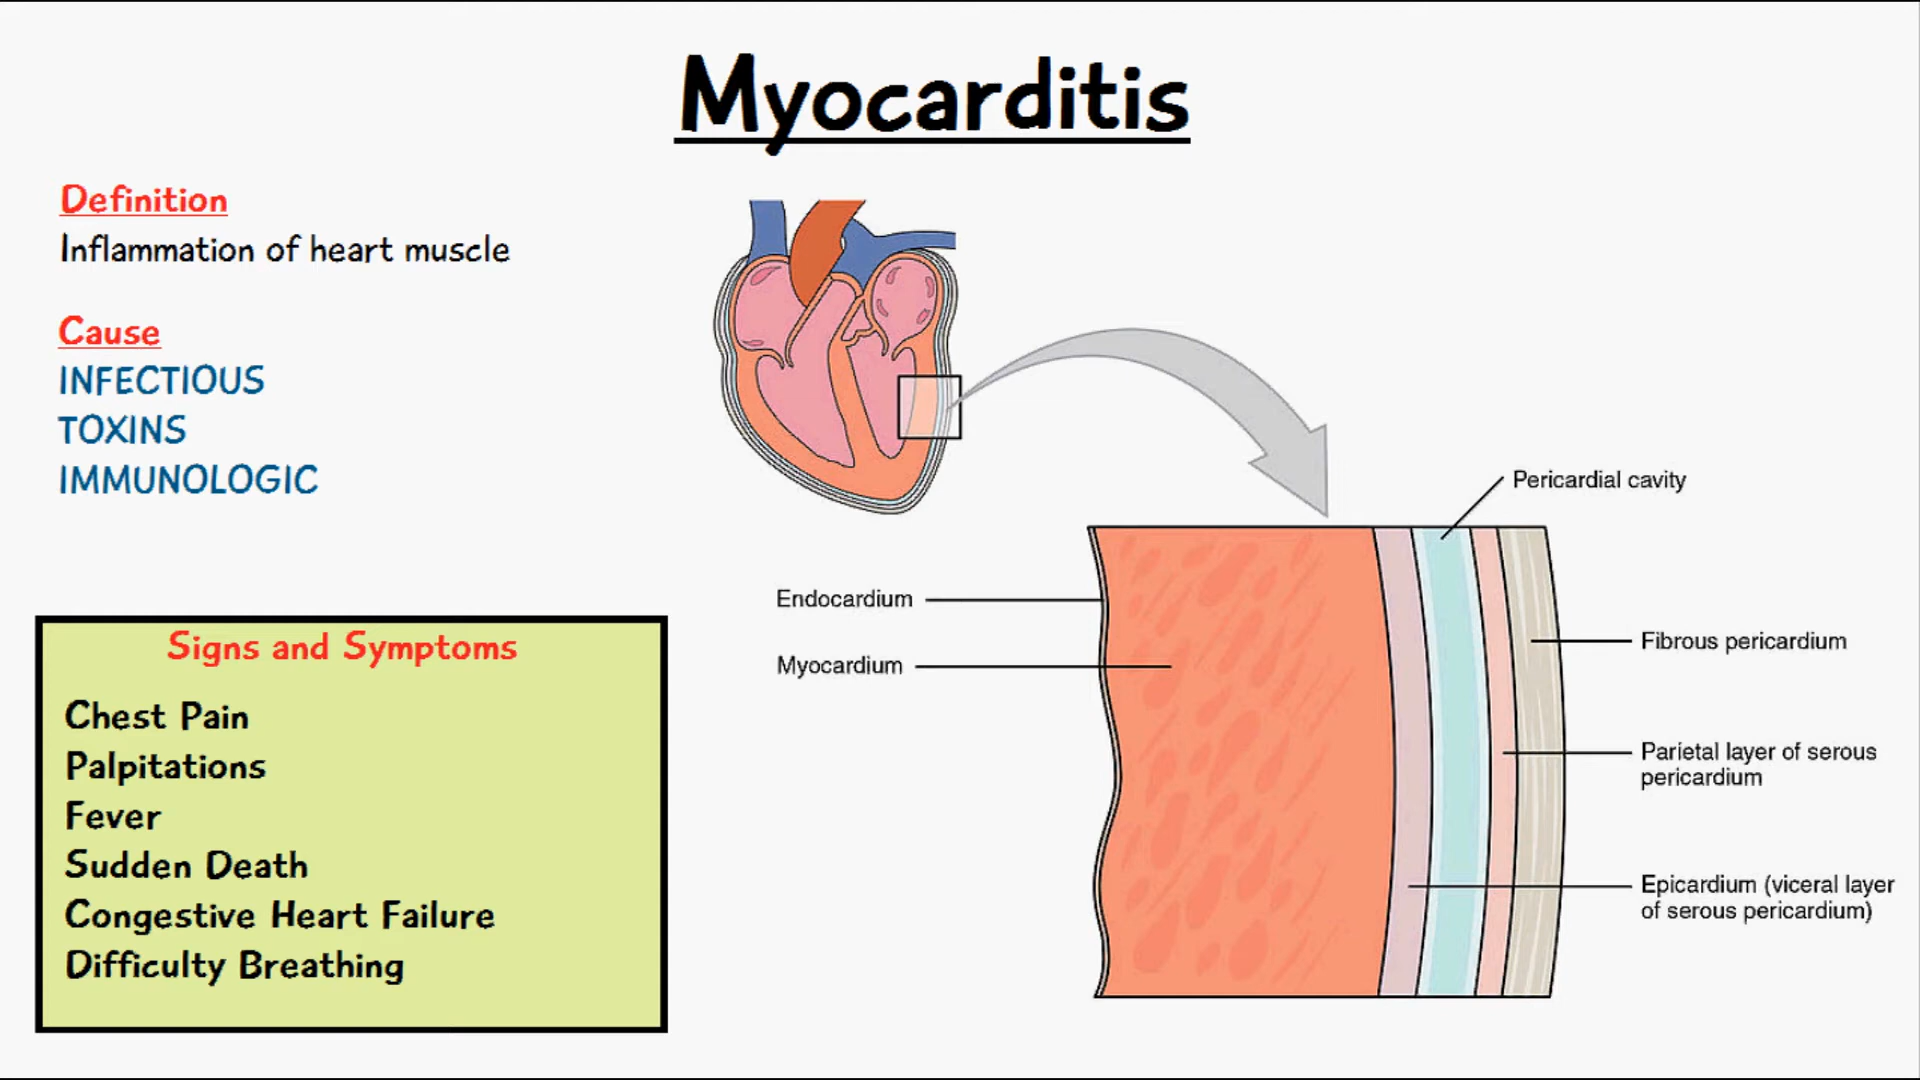 Myocarditis
Definition
Inflammation of heart muscle
Cause
INFECTIOUS
TOXINS
IMMUNOLOGIC
Signs and Symptoms
Chest Pain
Palpitations
Fever
Sudden Death
Congestive Heart Failure
Difficulty Breathing
Endocardium
Myocardium
Pericardial cavity
Fibrous pericardium
Parietal layer of serous
pericardium
Epicardium (viceral layer
of serous pericardium)